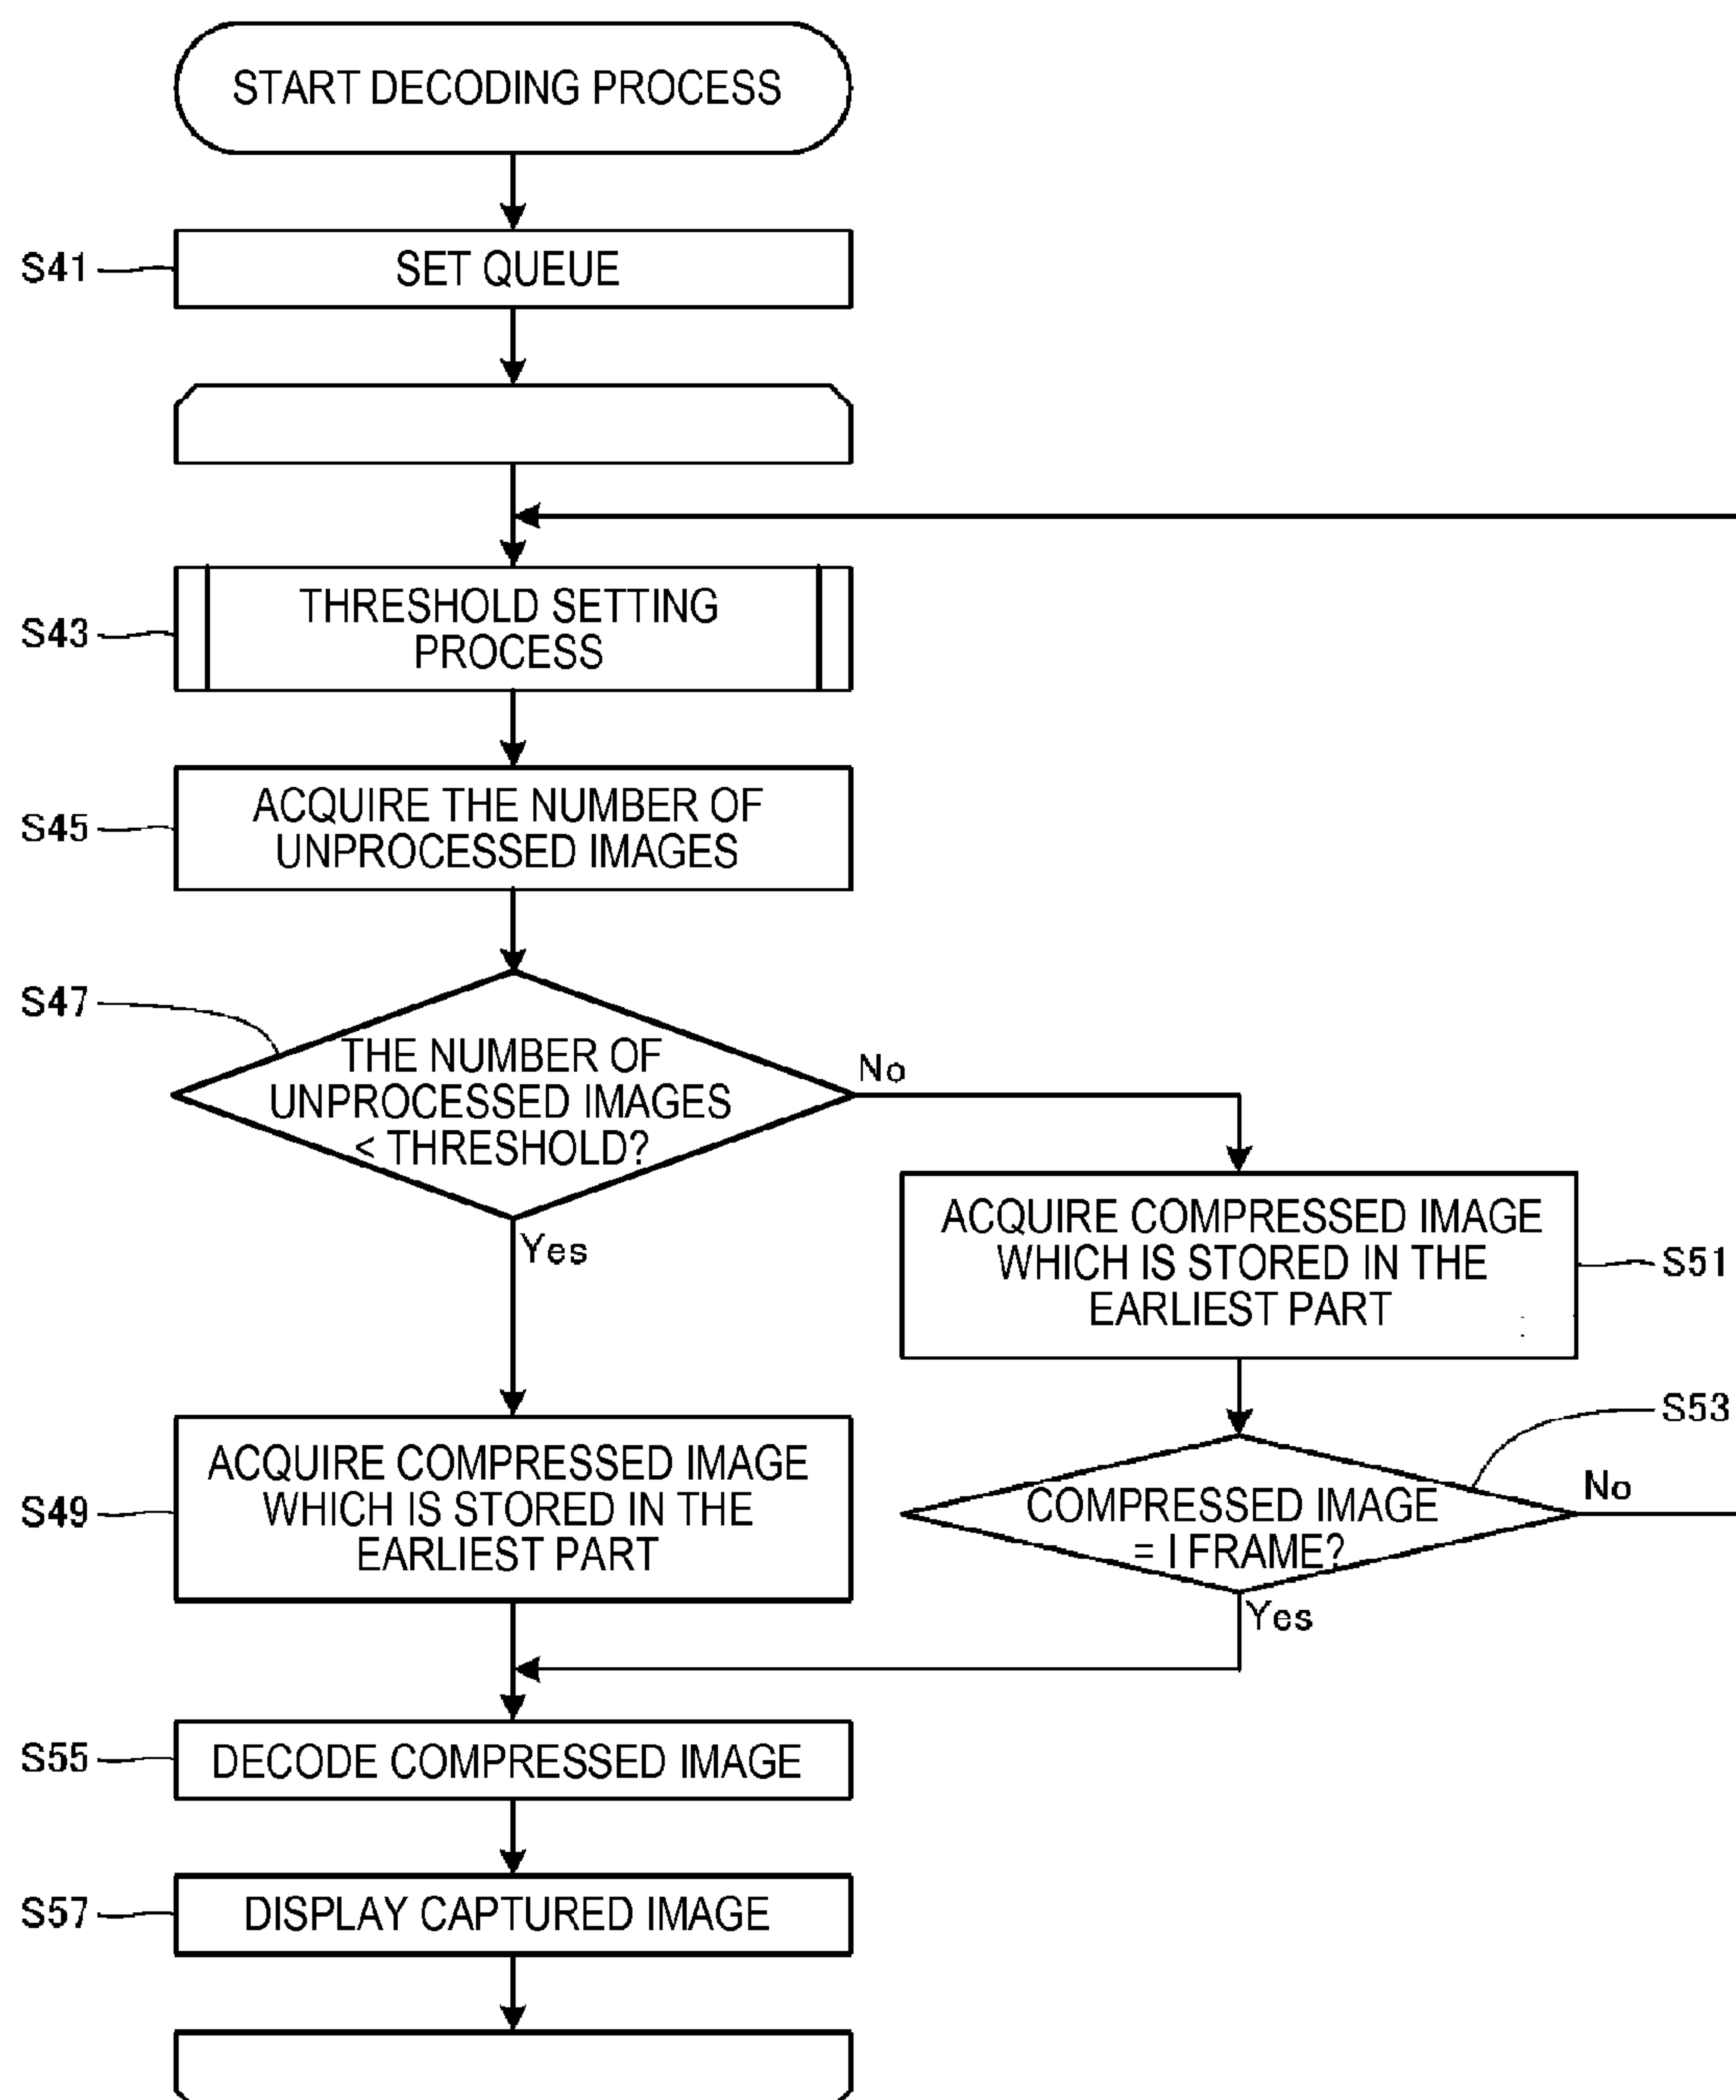 START DECODING PROCESS
S41
SET QUEUE
S43
THRESHOLD SETTING
PROCESS
S45
ACQUIRE THE NUMBER OF
UNPROCESSED IMAGES
S47
THE NUMBER OF
UNPROCESSED IMAGES
< THRESHOLD?
No
Yes
ACQUIRE COMPRESSED IMAGE
WHICH IS STORED IN THE
EARLIEST PART
S51
S53
COMPRESSED IMAGE
= I FRAME?
No
Yes
S49
ACQUIRE COMPRESSED IMAGE
WHICH IS STORED IN THE
EARLIEST PART
S55
DECODE COMPRESSED IMAGE
S57
DISPLAY CAPTURED IMAGE